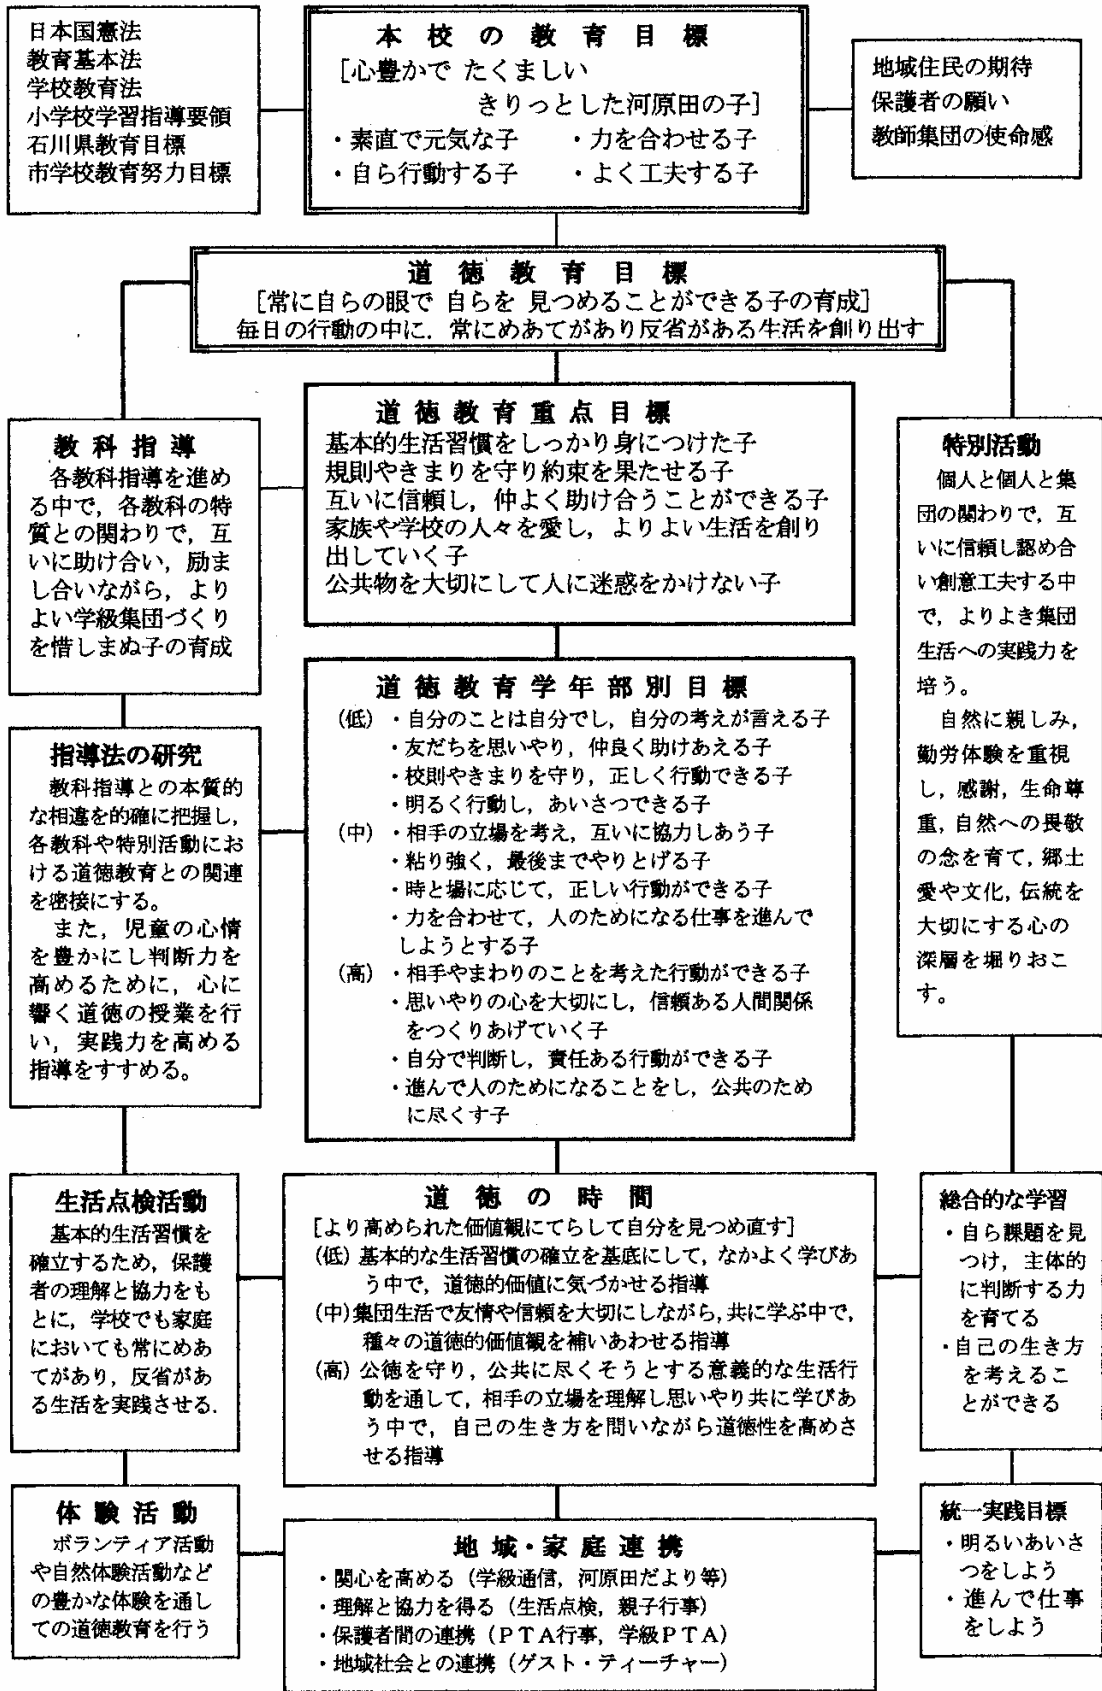 日本国憲法
教育基本法
学校教育法
小学校学習指導要領
石川県教育目標
市学校教育努力目標
本校の教育目標
[心豊かで たくましい
きりっとした河原田の子]
・素直で元気な子 ・力を合わせる子
・自ら行動する子 ・よく工夫する子
地域住民の期待
保護者の願い
教師集団の使命感
道徳教育目標
[常に自らの眼で 自らを 見つめることができる子の育成]
毎日の行動の中に．常にめあてがあり反省がある生活を創り出す
道徳教育重点目標
基本的生活習慣をしっかり身につけた子
規則やきまりを守り約束を果たせる子
互いに信頼し，仲よく助け合うことができる子
家族や学校の人々を愛し，よりよい生活を創り
出していく子
公共物を大切にして人に迷惑をかけない子
教科指導
各教科指導を進め
る中で，各教科の特
質との関わりで，互
いに助け合い，励ま
し合いながら，より
よい学級集団づくり
を惜しまぬ子の育成
特別活動
個人と個人と集
団の関わりで，互
いに信頼し認め合
い創意工夫する中
で，よりよき集団
生活への実践力を
培う。
自然に親しみ，
勤労体験を重視
し，感謝，生命尊
重，自然への畏敬
の念を育て，郷土
愛や文化，伝統を
大切にする心の
深層を堀りおこ
す。
道徳教育学年部別目標
(低) ・自分のことは自分でし，自分の考えが言える子
・友だちを思いやり，仲良く助けあえる子
・校則やきまりを守り，正しく行動できる子
・明るく行動し，あいさつできる子
(中) ・相手の立場を考え，互いに協力しあう子
・粘り強く，最後までやりとげる子
・時と場に応じて，正しい行動ができる子
・力を合わせて，人のためになる仕事を進んで
しようとする子
(高) ・相手やまわりのことを考えた行動ができる子
・思いやりの心を大切にし，信頼ある人間関係
をつくりあげていく子
・自分で判断し，責任ある行動ができる子
・進んで人のためになることをし，公共のため
に尽くす子
指導法の研究
教科指導との本質的
な相違を的確に把握し，
各教科や特別活動にお
ける道徳教育との関連
を密接にする。
また，児童の心情
を豊かにし判断力を
高めるために，心に
響く道徳の授業を行
い，実践力を高める
指導をすすめる。
生活点検活動
基本的生活習慣を
確立するため，保護
者の理解と協力をも
とに，学校でも家庭
においても常にめあ
てがあり，反省があ
る生活を実践させる．
道徳の時間
[より高められた価値観にてらして自分を見つめ直す]
(低) 基本的な生活習慣の確立を基底にして，なかよく学びあ
う中で，道徳的価値に気づかせる指導
(中) 集団生活で友情や信頼を大切にしながら，共に学ぶ中で，
種々の道徳的価値観を補いあわせる指導
(高) 公徳を守り，公共に尽くそうとする意義的な生活行
動を通して，相手の立場を理解し思いやり共に学びあ
う中で，自己の生き方を問いながら道徳性を高めさ
せる指導
総合的な学習
・自ら課題を見
つけ，主体的
に判断する力
を育てる
・自己の生き方
を考えるこ
とができる
体験活動
ボランティア活動
や自然体験活動など
の豊かな体験を通し
ての道徳教育を行う
地域・家庭連携
・関心を高める（学級通信，河原田だより等）
・理解と協力を得る（生活点検，親子行事）
・保護者間の連携（ＰＴＡ行事，学級ＰＴＡ）
・地域社会との連携（ゲスト・ティーチャー）
統一実践目標
・明るいあいさ
つをしよう
・進んで仕事
をしよう